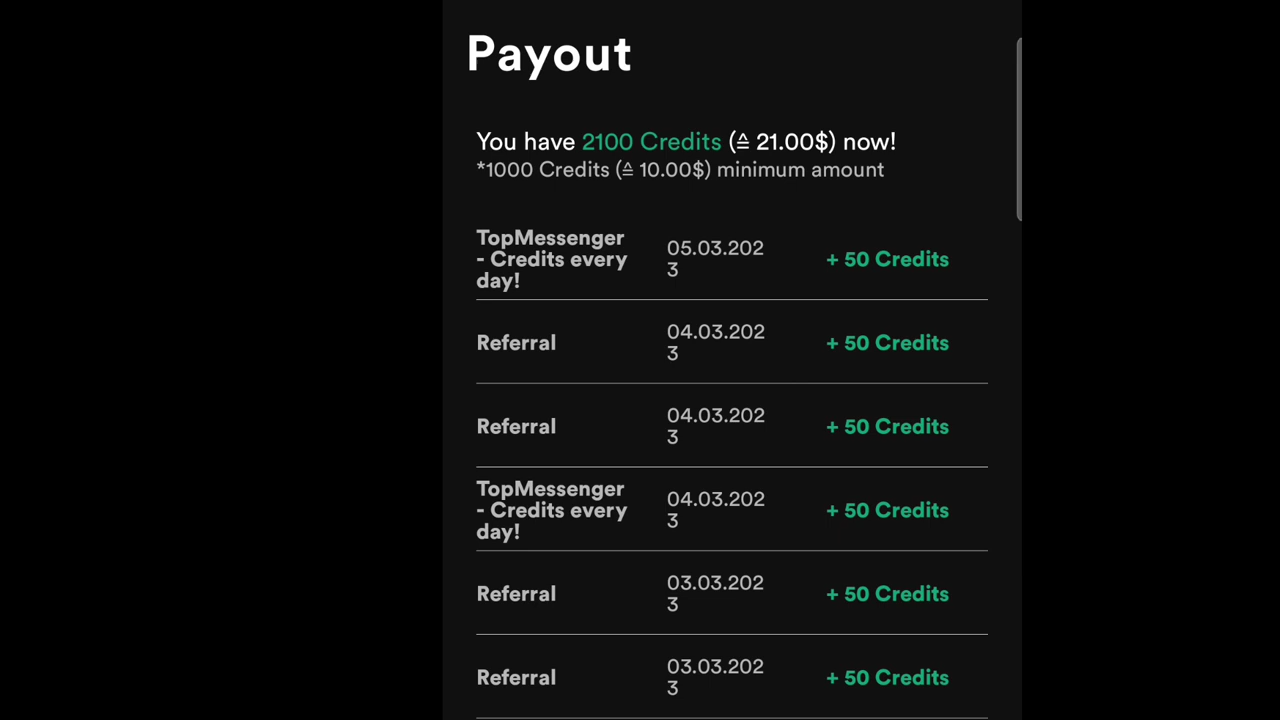 Payout
You have 2100 Credits (≙ 21.00$) now!
*1000 Credits (≙ 10.00$) minimum amount
TopMessenger
- Credits every
day!
05.03.202
3
+ 50 Credits
Referral
04.03.202
3
+ 50 Credits
Referral
04.03.202
3
+ 50 Credits
TopMessenger
- Credits every
day!
04.03.202
3
+ 50 Credits
Referral
03.03.202
3
+ 50 Credits
Referral
03.03.202
3
+ 50 Credits